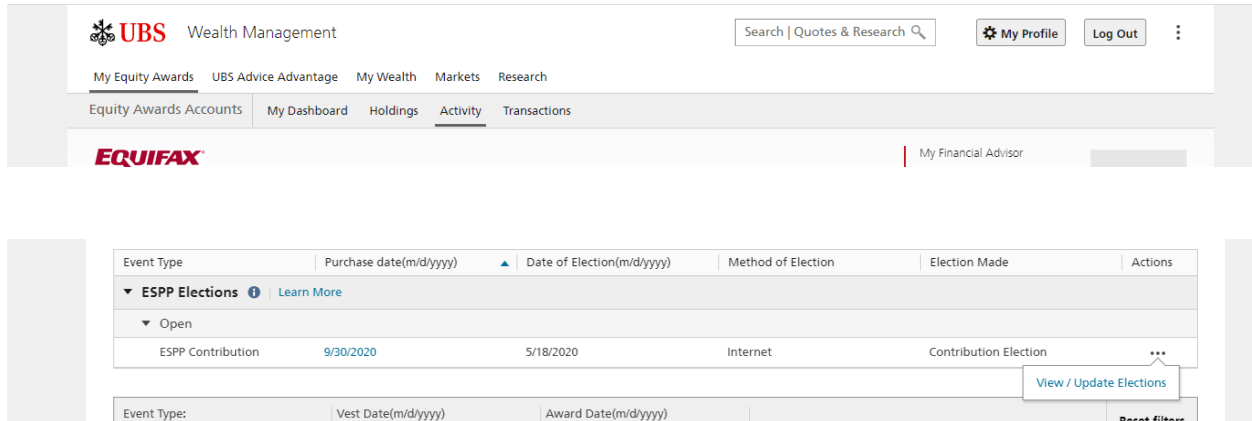 UBS Wealth Management Search | Quotes & Research My Profile Log Out
My Equity Awards UBS Advice Advantage My Wealth Markets Research
Equity Awards Accounts My Dashboard Holdings Activity Transactions
EQUIFAX My Financial Advisor
Event Type Purchase date(m/d/yyyy) Date of Election(m/d/yyyy) Method of Election Election Made Actions
ESPP Elections Learn More
Open
ESPP Contribution 9/30/2020 5/18/2020 Internet Contribution Election ...
View / Update Elections
Event Type: Vest Date(m/d/yyyy) Award Date(m/d/yyyy) Reset filters